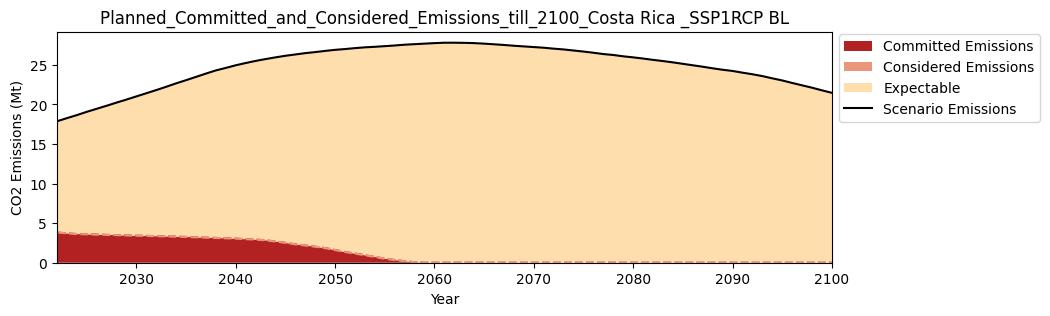 Planned_Committed_and_Considered_Emissions_till_2100_Costa Rica _SSP1RCP BL
Committed Emissions
Considered Emissions
Expectable
Scenario Emissions
CO2 Emissions (Mt)
25
20
15
10
5
0
2030 2040 2050 2060 2070 2080 2090 2100
Year